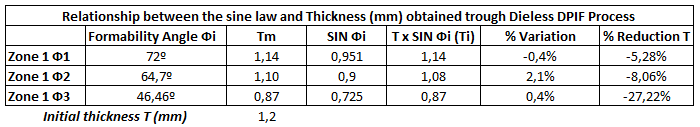 Relationship between the sine law and Thickness (mm) obtained trough Dieless DPIF Process
Formability Angle Φi Tm SIN Φi T x SIN Φi (Ti) % Variation % Reduction T
Zone 1 Φ1 72º 1,14 0,951 1,14 -0,4% -5,28%
Zone 1 Φ2 64,7º 1,10 0,9 1,08 2,1% -8,06%
Zone 1 Φ3 46,46º 0,87 0,725 0,87 0,4% -27,22%
Initial thickness T (mm) 1,2